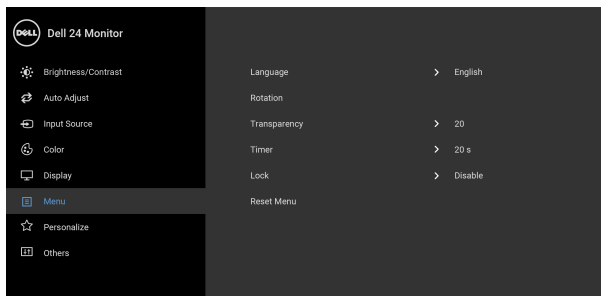 DELL Dell 24 Monitor
Brightness/Contrast
Auto Adjust
Input Source
Color
Display
Menu
Personalize
Others
Language > English
Rotation
Transparency > 20
Timer > 20 s
Lock > Disable
Reset Menu